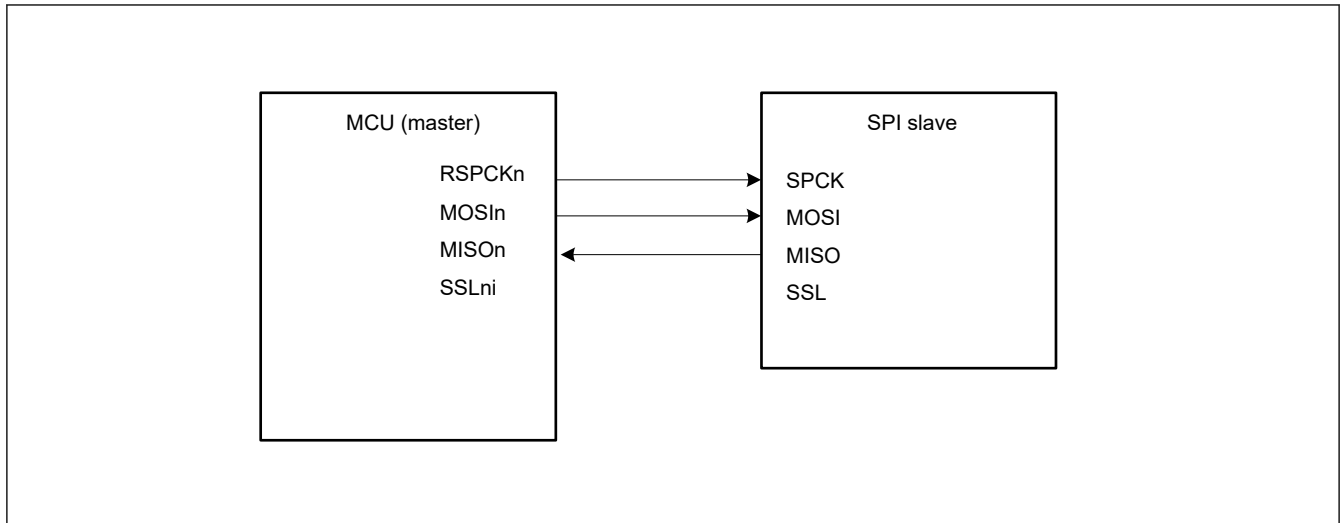 MCU (master)
RSPCKn
MOSIn
MISOn
SSLni
SPI slave
SPCK
MOSI
MISO
SSL